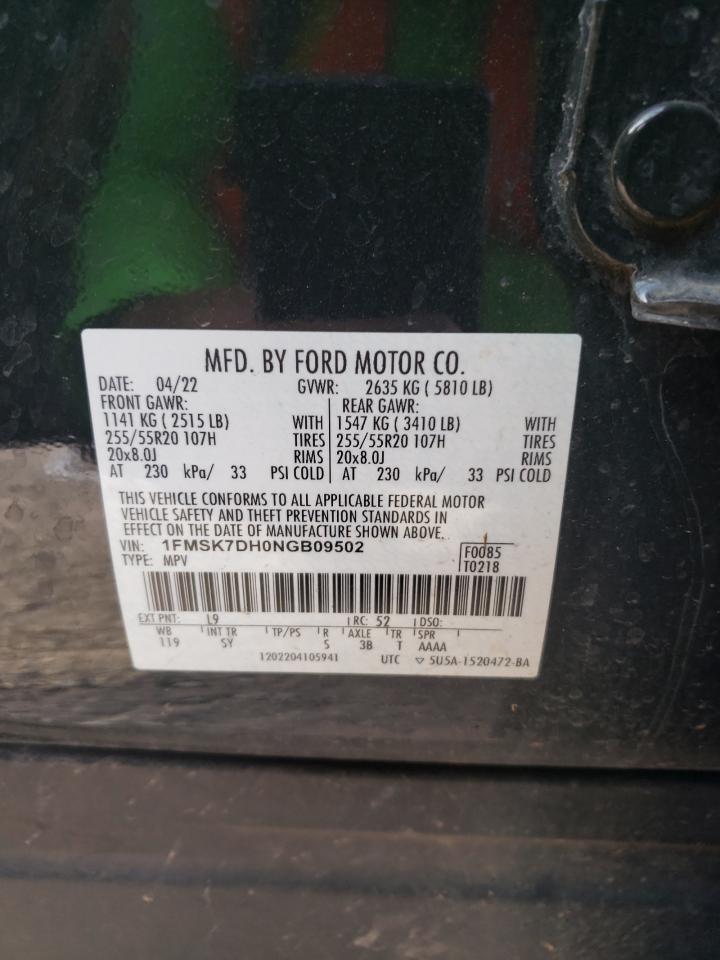 MFD. BY FORD MOTOR CO.
DATE: 04/22 GVWR: 2635 KG ( 5810 LB)
FRONT GAWR: REAR GAWR:
1141 KG ( 2515 LB) WITH 1547 KG ( 3410 LB) WITH
255/55R20 107H TIRES 255/55R20 107H TIRES
20x8.0J RIMS 20x8.0J RIMS
AT 230 kPa/ 33 PSI COLD AT 230 kPa/ 33 PSI COLD
THIS VEHICLE CONFORMS TO ALL APPLICABLE FEDERAL MOTOR
VEHICLE SAFETY AND THEFT PREVENTION STANDARDS IN
EFFECT ON THE DATE OF MANUFACTURE SHOWN ABOVE.
VIN: 1FMSK7DH0NGB09502 F0085
TYPE: MPV T0218
EXT PNT: L9 RC: 52 DSO:
WB INT TR TP/PS R AXLE TR SPR
119 SY S 3B T AAAA
1202204105941 UTC ▽ 5U5A-1520472-BA